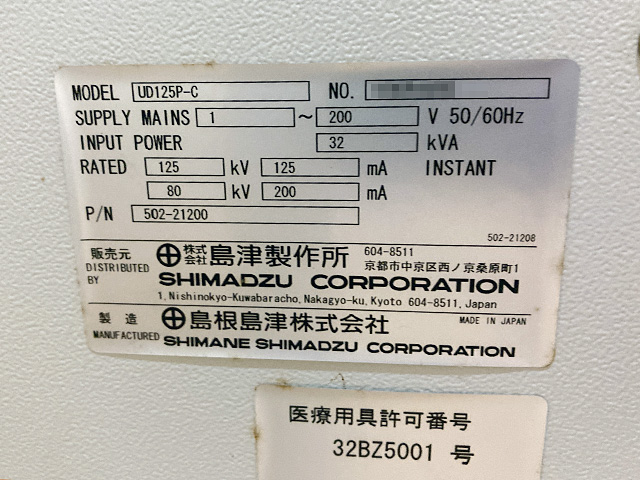 MODEL UD125P-C NO.
SUPPLY MAINS 1 ~ 200 V 50/60Hz
INPUT POWER 32 kVA
RATED 125 kV 125 mA INSTANT
80 kV 200 mA
P/N 502-21200
502-21208
販売元 株式会社 島津製作所 604-8511
DISTRIBUTED BY 京都市中京区西ノ京桑原町1
SHIMADZU CORPORATION
1, Nishinokyo-Kuwabaracho, Nakagyo-ku, Kyoto 604-8511, Japan
製造 島根島津株式会社 MADE IN JAPAN
MANUFACTURED SHIMANE SHIMADZU CORPORATION
医療用具許可番号
32BZ5001 号